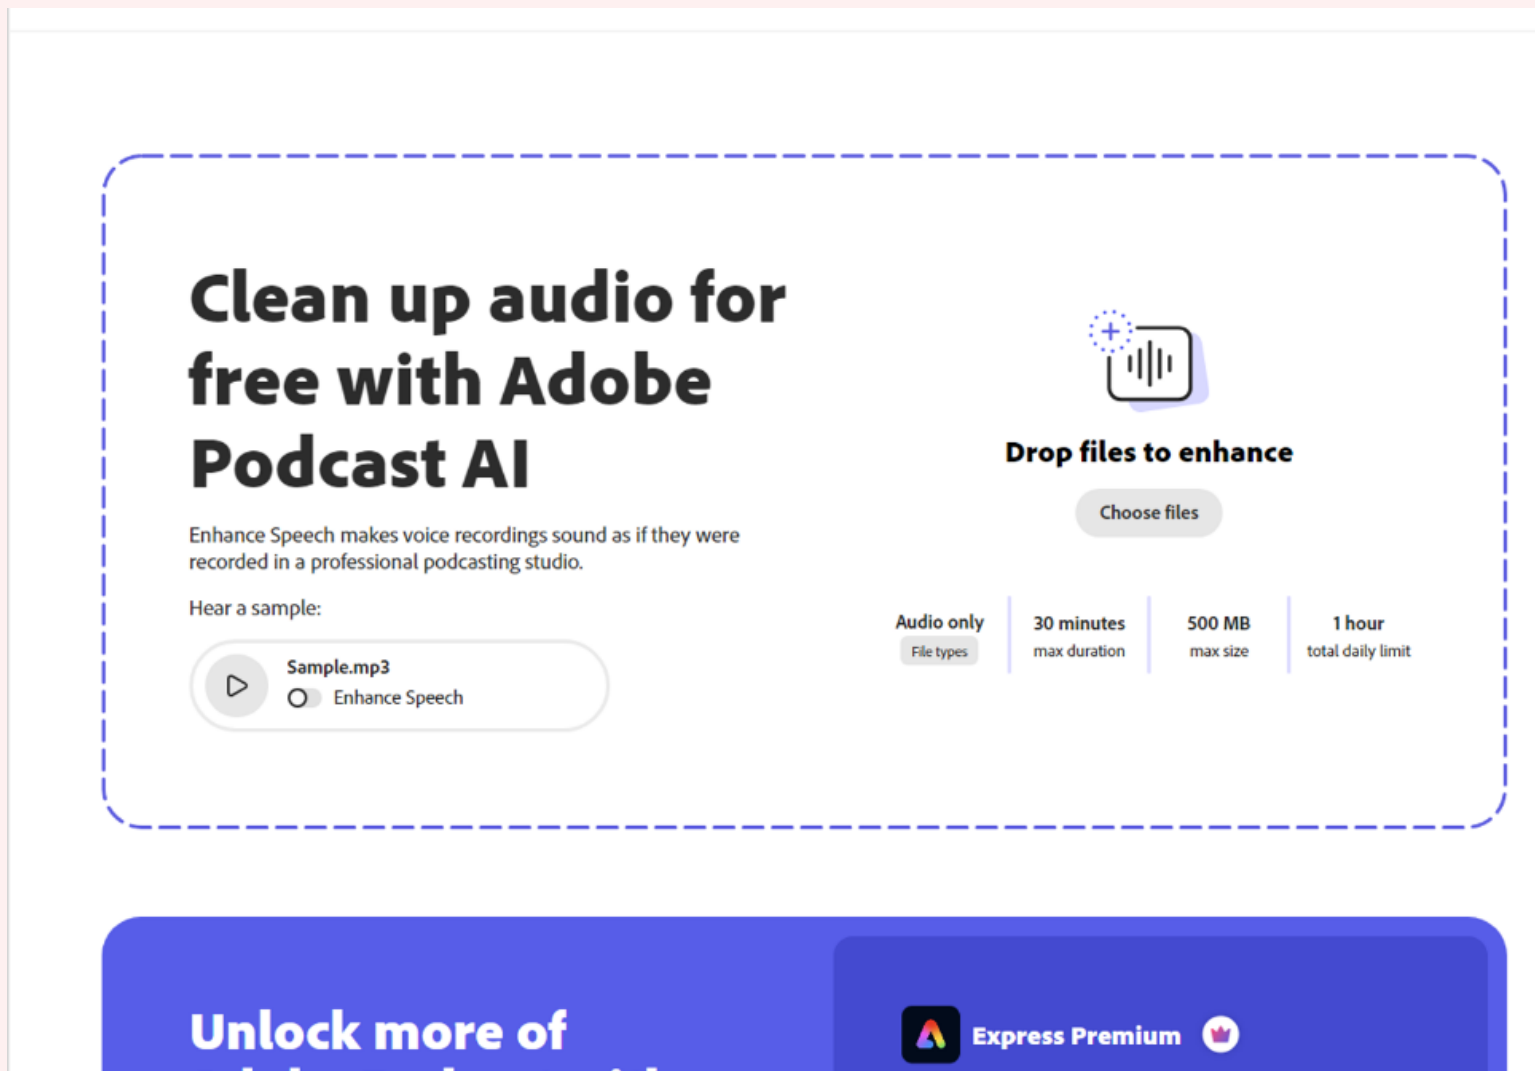 Clean up audio for
free with Adobe
Podcast AI
Enhance Speech makes voice recordings sound as if they were
recorded in a professional podcasting studio.
Hear a sample:
Sample.mp3
Enhance Speech
Drop files to enhance
Choose files
Audio only
File types
30 minutes
max duration
500 MB
max size
1 hour
total daily limit
Unlock more of
Express Premium